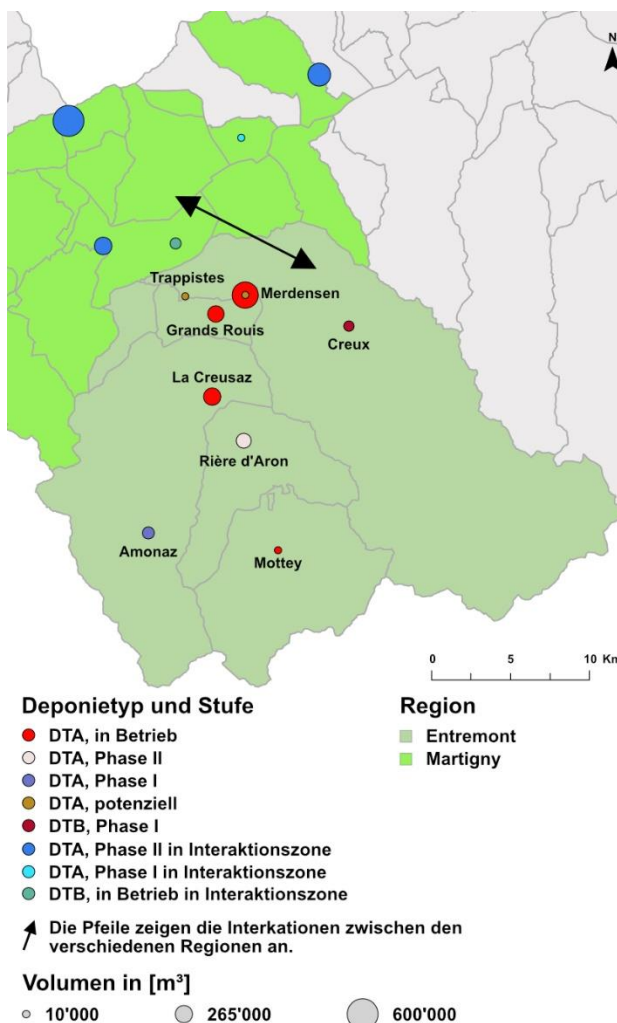 N
Trappistes
Merdensen
Grands Rouis
Creux
La Creusaz
Rière d'Aron
Amonaz
Mottey
0 5 10 Km
Deponietyp und Stufe
DTA, in Betrieb
DTA, Phase II
DTA, Phase I
DTA, potenziell
DTB, Phase I
DTA, Phase II in Interaktionszone
DTA, Phase I in Interaktionszone
DTB, in Betrieb in Interaktionszone
Die Pfeile zeigen die Interkationen zwischen den
verschiedenen Regionen an.
Region
Entremont
Martigny
Volumen in [m³]
10'000 265'000 600'000